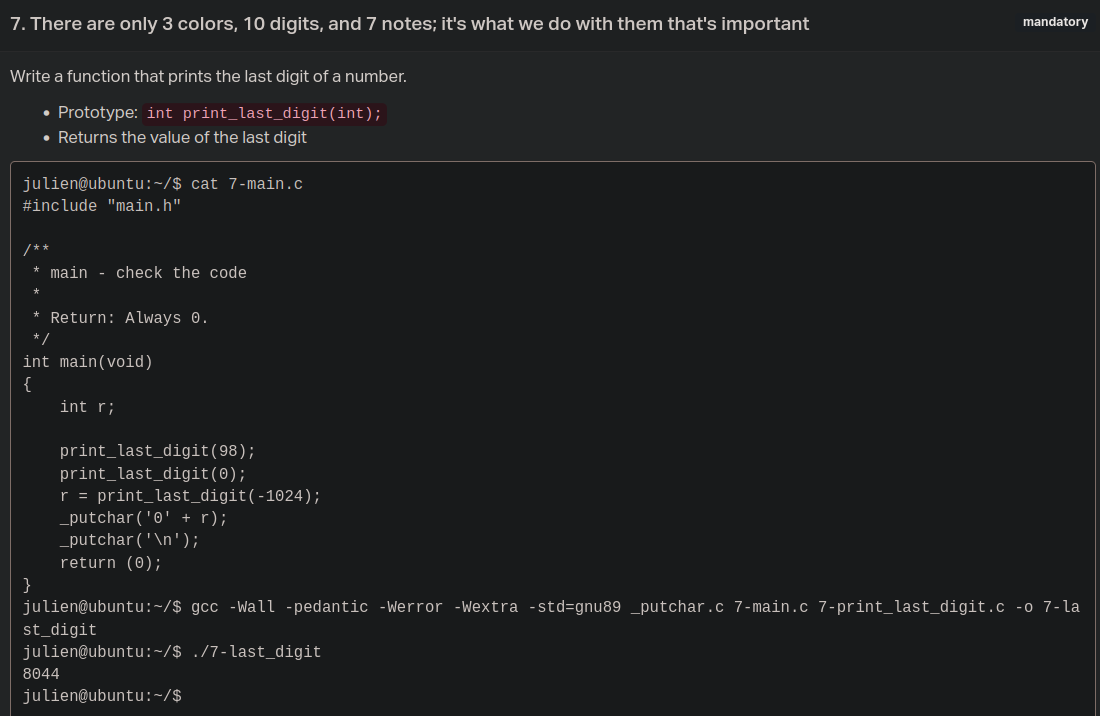 7. There are only 3 colors, 10 digits, and 7 notes; it's what we do with them that's important
mandatory
Write a function that prints the last digit of a number.
• Prototype: int print_last_digit(int);
• Returns the value of the last digit
julien@ubuntu:~/$ cat 7-main.c
#include "main.h"

/**
 * main - check the code
 *
 * Return: Always 0.
 */
int main(void)
{
    int r;

    print_last_digit(98);
    print_last_digit(0);
    r = print_last_digit(-1024);
    _putchar('0' + r);
    _putchar('\n');
    return (0);
}
julien@ubuntu:~/$ gcc -Wall -pedantic -Werror -Wextra -std=gnu89 _putchar.c 7-main.c 7-print_last_digit.c -o 7-la
st_digit
julien@ubuntu:~/$ ./7-last_digit
8044
julien@ubuntu:~/$